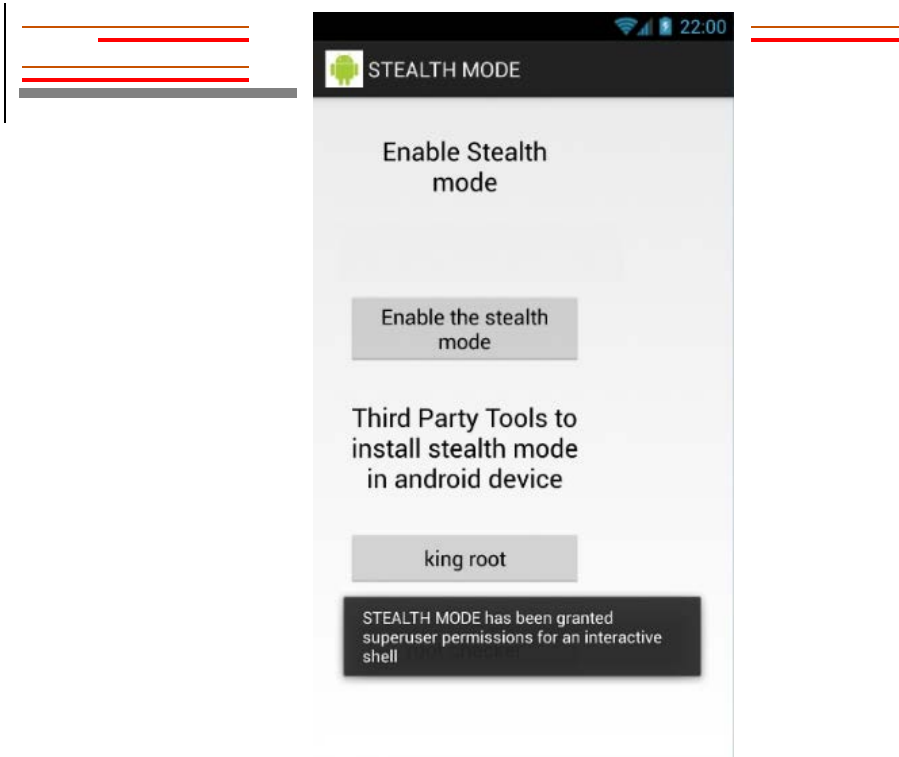 22:00
STEALTH MODE
Enable Stealth
mode
Enable the stealth
mode
Third Party Tools to
install stealth mode
in android device
king root
STEALTH MODE has been granted
superuser permissions for an interactive
shell